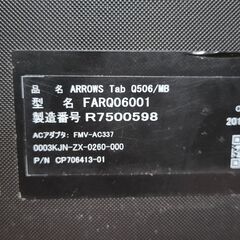 品 名 ARROWS Tab Q506/MB
型 名 FARQ06001
製造番号 R7500598
ACアダプタ: FMV-AC337
0003KJN-ZX-0260-000
P/N CP706413-01
201